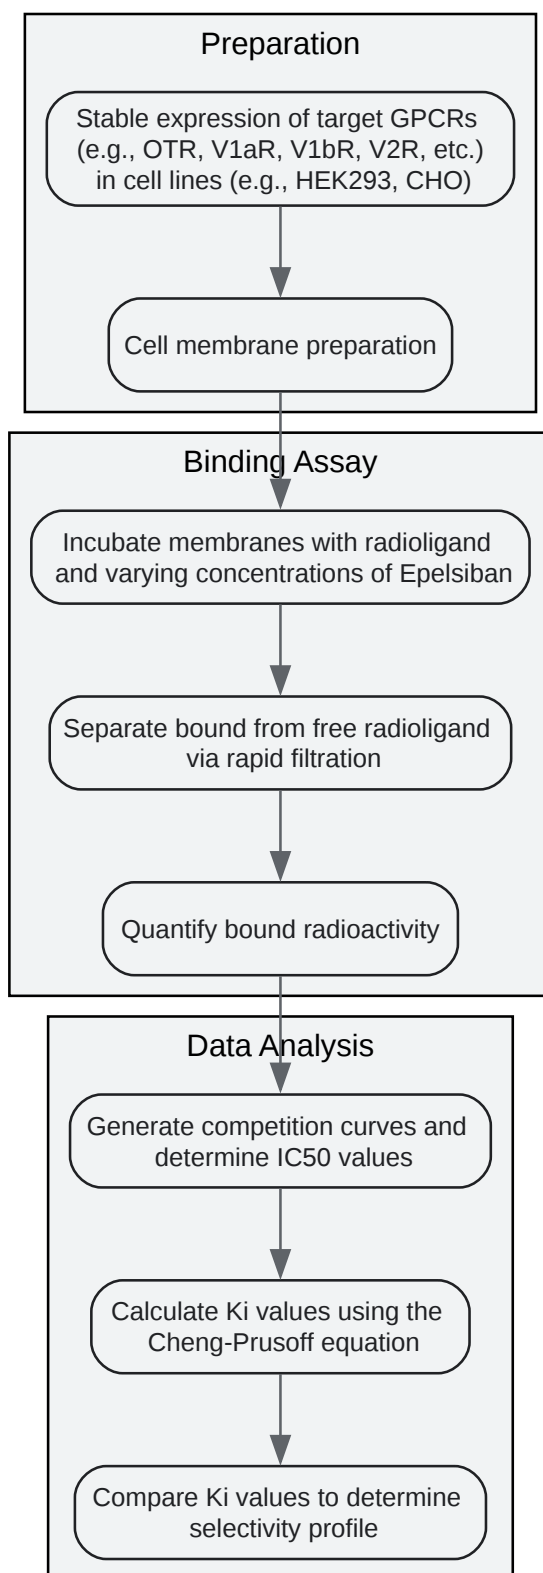 Preparation
Stable expression of target GPCRs
(e.g., OTR, V1aR, V1bR, V2R, etc.)
in cell lines (e.g., HEK293, CHO)
Cell membrane preparation
Binding Assay
Incubate membranes with radioligand
and varying concentrations of Epelsiban
Separate bound from free radioligand
via rapid filtration
Quantify bound radioactivity
Data Analysis
Generate competition curves and
determine IC50 values
Calculate Ki values using the
Cheng-Prusoff equation
Compare Ki values to determine
selectivity profile